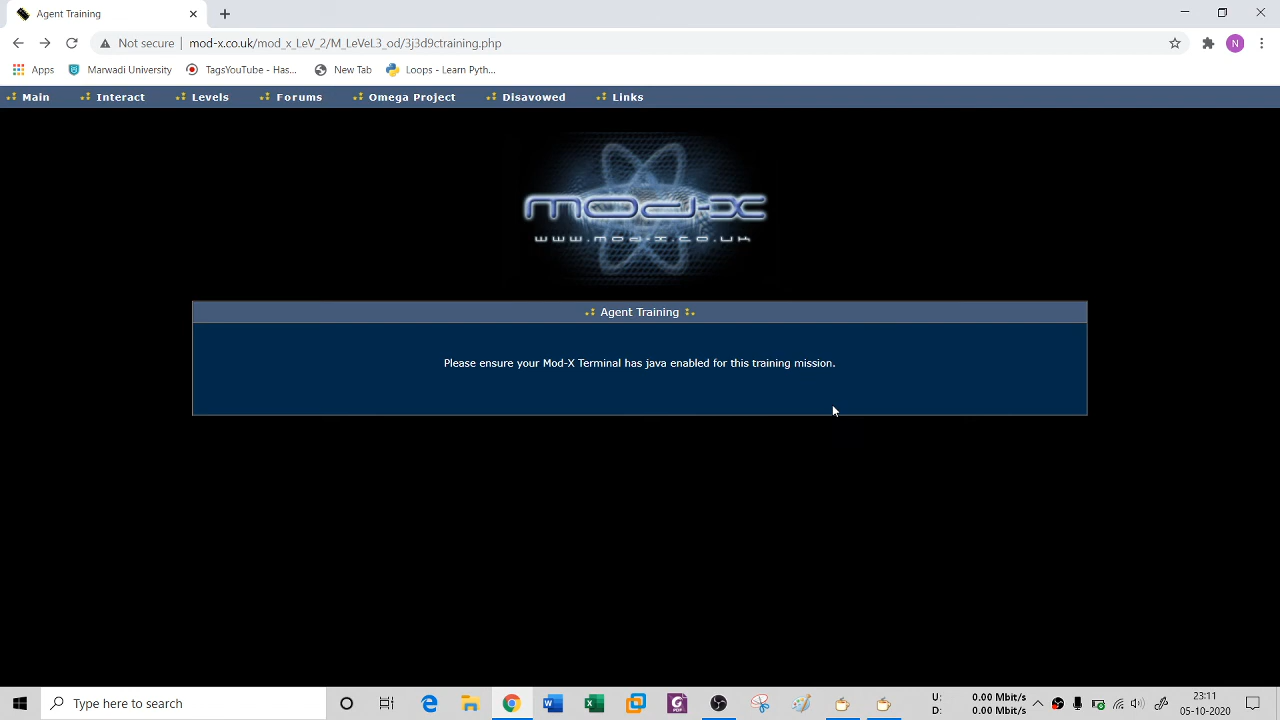 Agent Training
Not secure | mod-x.co.uk/mod_x_LeV_2/M_LeVeL3_od/3j3d9ctraining.php
N
Apps Marwadi University TagsYouTube - Has... New Tab Loops - Learn Pyth...
Main Interact Levels Forums Omega Project Disavowed Links
mod-x
www.mod-x.co.uk
Agent Training
Please ensure your Mod-X Terminal has java enabled for this training mission.
Type here to search
U: 0.00 Mbit/s
D: 0.00 Mbit/s
23:11
05-10-2020